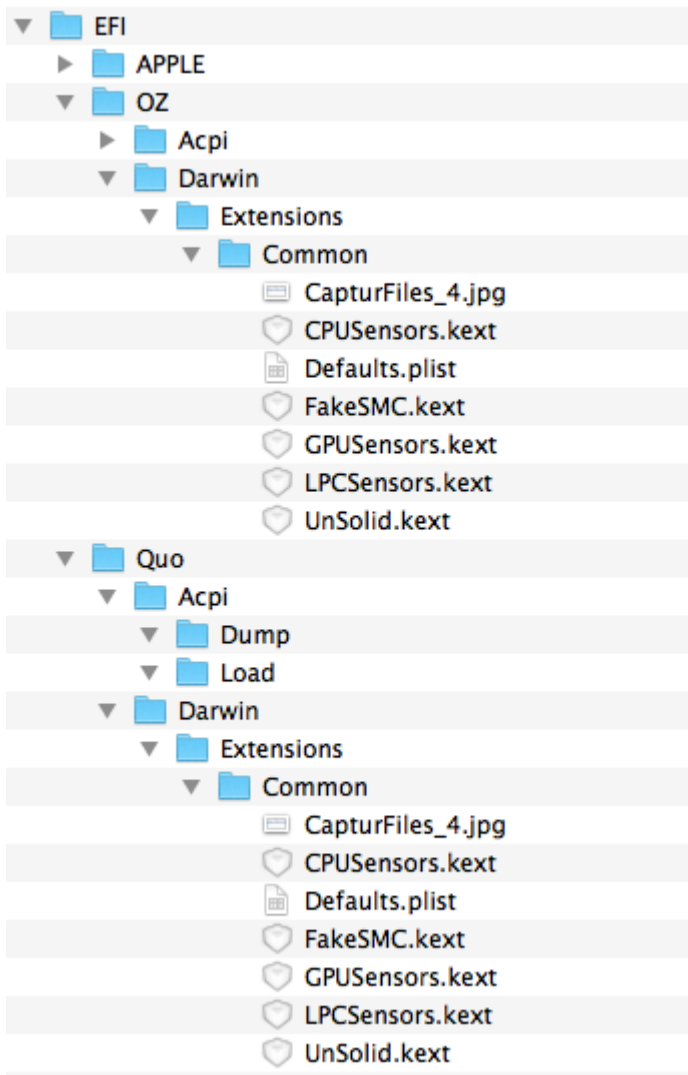 EFI
APPLE
OZ
Acpi
Darwin
Extensions
Common
CapturFiles_4.jpg
CPUSensors.kext
Defaults.plist
FakeSMC.kext
GPUSensors.kext
LPCSensors.kext
UnSolid.kext
Quo
Acpi
Dump
Load
Darwin
Extensions
Common
CapturFiles_4.jpg
CPUSensors.kext
Defaults.plist
FakeSMC.kext
GPUSensors.kext
LPCSensors.kext
UnSolid.kext